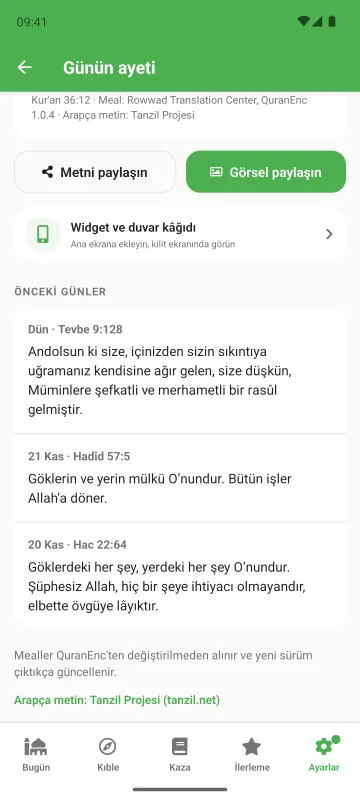 09:41
Günün ayeti
Kur'an 36:12 · Meal: Rowwad Translation Center, QuranEnc
1.0.4 · Arapça metin: Tanzil Projesi
Metni paylaşın
Görsel paylaşın
Widget ve duvar kâğıdı
Ana ekrana ekleyin, kilit ekranında görün
ÖNCEKİ GÜNLER
Dün · Tevbe 9:128
Andolsun ki size, içinizden sizin sıkıntıya
uğramanız kendisine ağır gelen, size düşkün,
Müminlere şefkatli ve merhametli bir rasûl
gelmiştir.
21 Kas · Hadîd 57:5
Göklerin ve yerin mülkü O’nundur. Bütün işler
Allah’a döner.
20 Kas · Hac 22:64
Göklerdeki her şey, yerdeki her şey O’nundur.
Şüphesiz Allah, hiç bir şeye ihtiyacı olmayandır,
elbette övgüye lâyıktır.
Mealler QuranEnc'ten değiştirilmeden alınır ve yeni sürüm
çıktıkça güncellenir.
Arapça metin: Tanzil Projesi (tanzil.net)
Bugün
Kıble
Kaza
İlerleme
Ayarlar